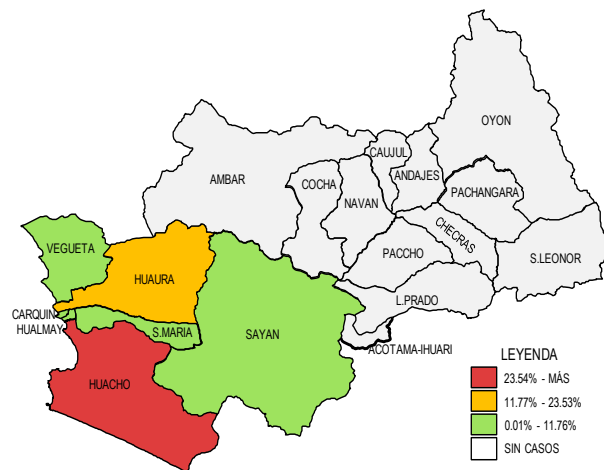 OYON
CAUJUL
AMBAR
COCHA
ANDAJES
NAVAN
PACHANGARA
CHECRAS
VEGUETA
PACCHO
S.LEONOR
HUAURA
L.PRADO
CARQUIN
HUALMAY
S.MARIA
SAYAN
ACOTAMA-IHUARI
HUACHO
LEYENDA
23.54% - MÁS
11.77% - 23.53%
0.01% - 11.76%
SIN CASOS